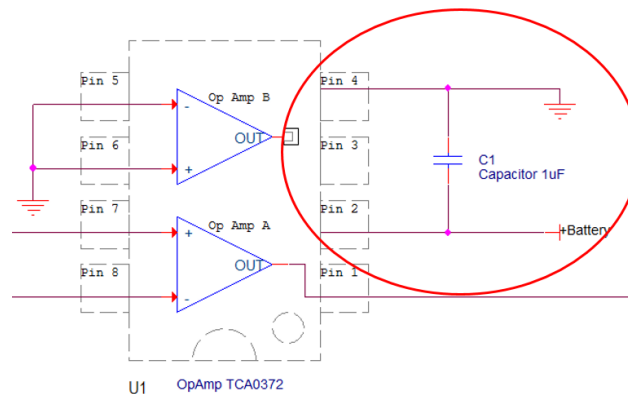 Pin 5
Op Amp B
Pin 4
-
OUT
Pin 6
+
Pin 3
C1
Capacitor 1uF
Pin 7
Op Amp A
Pin 2
+
+Battery
OUT
Pin 8
Pin 1
-
U1 OpAmp TCA0372